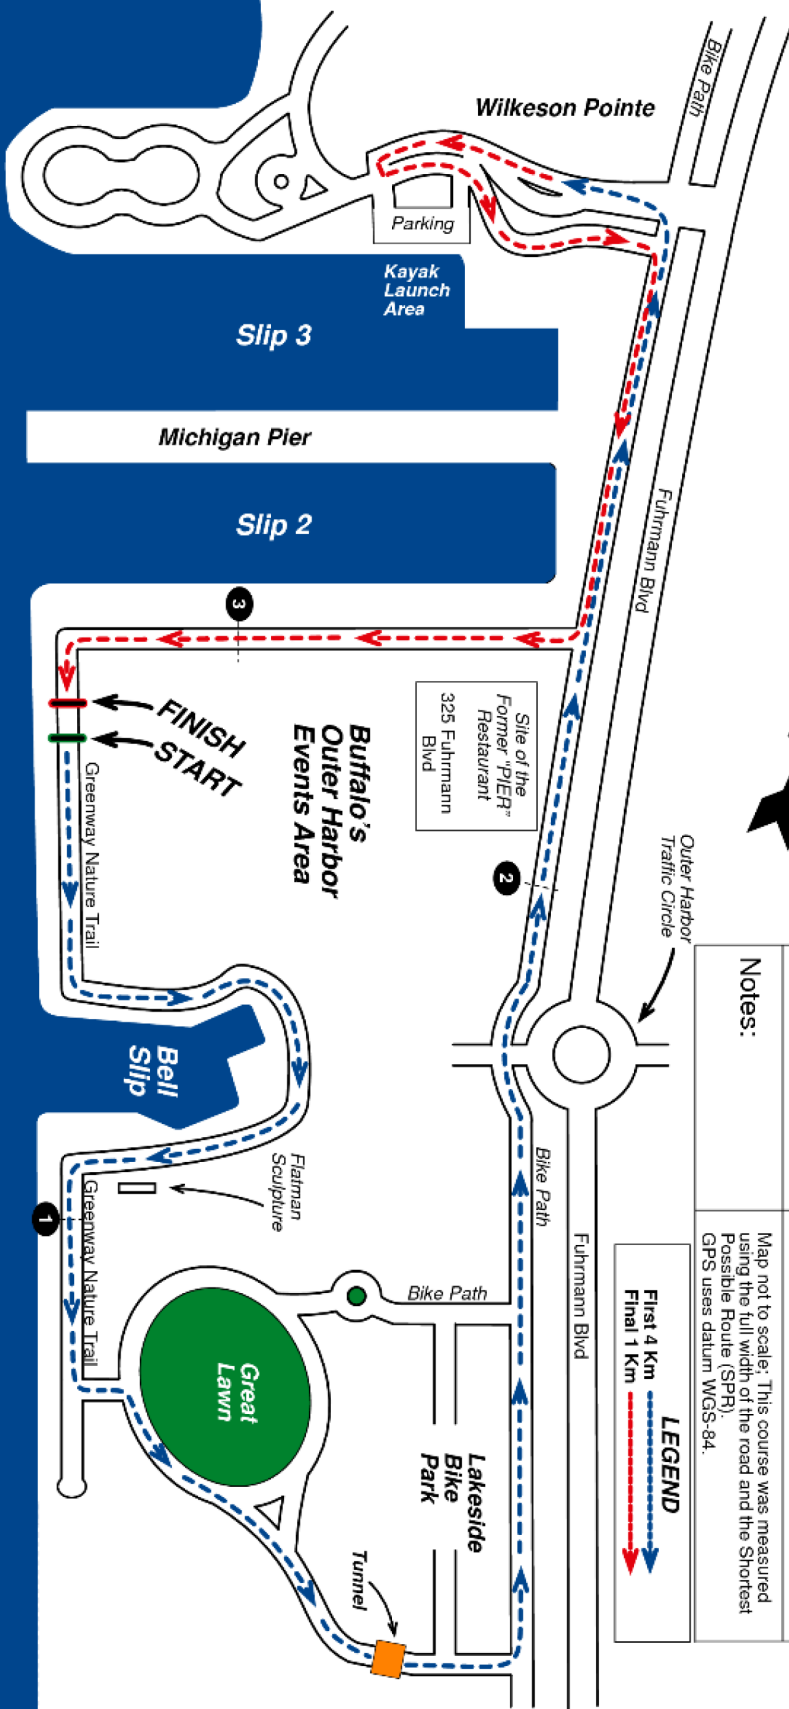 Bike Path
Wilkeson Pointe
Parking
Kayak
Launch
Area
Slip 3
Michigan Pier
Slip 2
Fuhrmann Blvd
3
FINISH
START
Site of the
Former "PIER"
Restaurant
325 Fuhrmann
Blvd
Buffalo's
Outer Harbor
Events Area
Greenway Nature Trail
2
Outer Harbor
Traffic Circle
Notes:
Map not to scale; This course was measured
using the full width of the road and the Shortest
Possible Route (SPR).
GPS uses datum WGS-84.
Bell
Slip
Flatman
Sculpture
Bike Path
Fuhrmann Blvd
1
Greenway Nature Trail
Bike Path
LEGEND
First 4 Km
Final 1 Km
Great
Lawn
Lakeside
Bike
Park
Tunnel